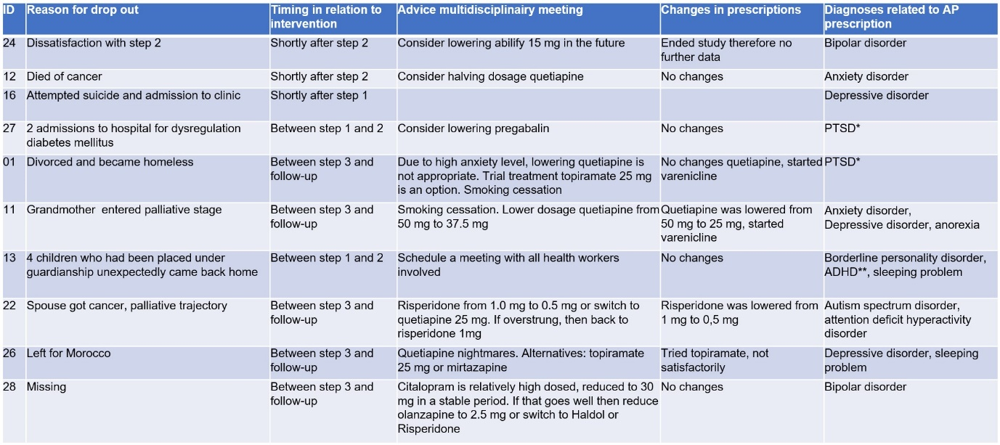 ID Reason for drop out Timing in relation to intervention Advice multidisciplinairy meeting Changes in prescriptions Diagnoses related to AP prescription
24 Dissatisfaction with step 2 Shortly after step 2 Consider lowering abilify 15 mg in the future Ended study therefore no further data Bipolar disorder
12 Died of cancer Shortly after step 2 Consider halving dosage quetiapine No changes Anxiety disorder
16 Attempted suicide and admission to clinic Shortly after step 1 Depressive disorder
27 2 admissions to hospital for dysregulation diabetes mellitus Between step 1 and 2 Consider lowering pregabalin No changes PTSD*
01 Divorced and became homeless Between step 3 and follow-up Due to high anxiety level, lowering quetiapine is not appropriate. Trial treatment topiramate 25 mg is an option. Smoking cessation No changes quetiapine, started varenicline PTSD*
11 Grandmother entered palliative stage Between step 3 and follow-up Smoking cessation. Lower dosage quetiapine from 50 mg to 37.5 mg Quetiapine was lowered from 50 mg to 25 mg, started varenicline Anxiety disorder, Depressive disorder, anorexia
13 4 children who had been placed under guardianship unexpectedly came back home Between step 1 and 2 Schedule a meeting with all health workers involved No changes Borderline personality disorder, ADHD**, sleeping problem
22 Spouse got cancer, palliative trajectory Between step 3 and follow-up Risperidone from 1.0 mg to 0.5 mg or switch to quetiapine 25 mg. If overstrung, then back to risperidone 1mg Risperidone was lowered from 1 mg to 0,5 mg Autism spectrum disorder, attention deficit hyperactivity disorder
26 Left for Morocco Between step 3 and follow-up Quetiapine nightmares. Alternatives: topiramate 25 mg or mirtazapine Tried topiramate, not satisfactorily Depressive disorder, sleeping problem
28 Missing Between step 3 and follow-up Citalopram is relatively high dosed, reduced to 30 mg in a stable period. If that goes well then reduce olanzapine to 2.5 mg or switch to Haldol or Risperidone No changes Bipolar disorder